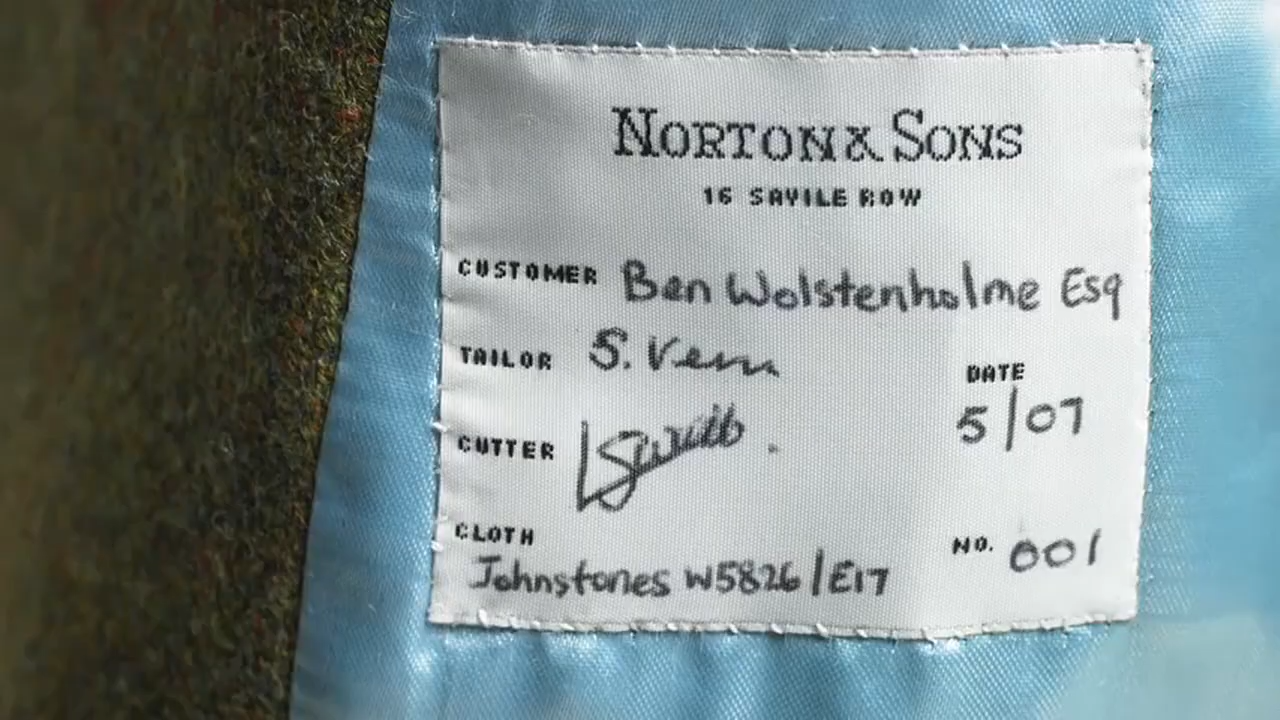 NORTON & SONS
16 SAVILE ROW
CUSTOMER Ben Wolstenholme Esq
TAILOR S. Venn
DATE
5/07
CUTTER
CLOTH
Johnstones W5826/E17
NO. 001